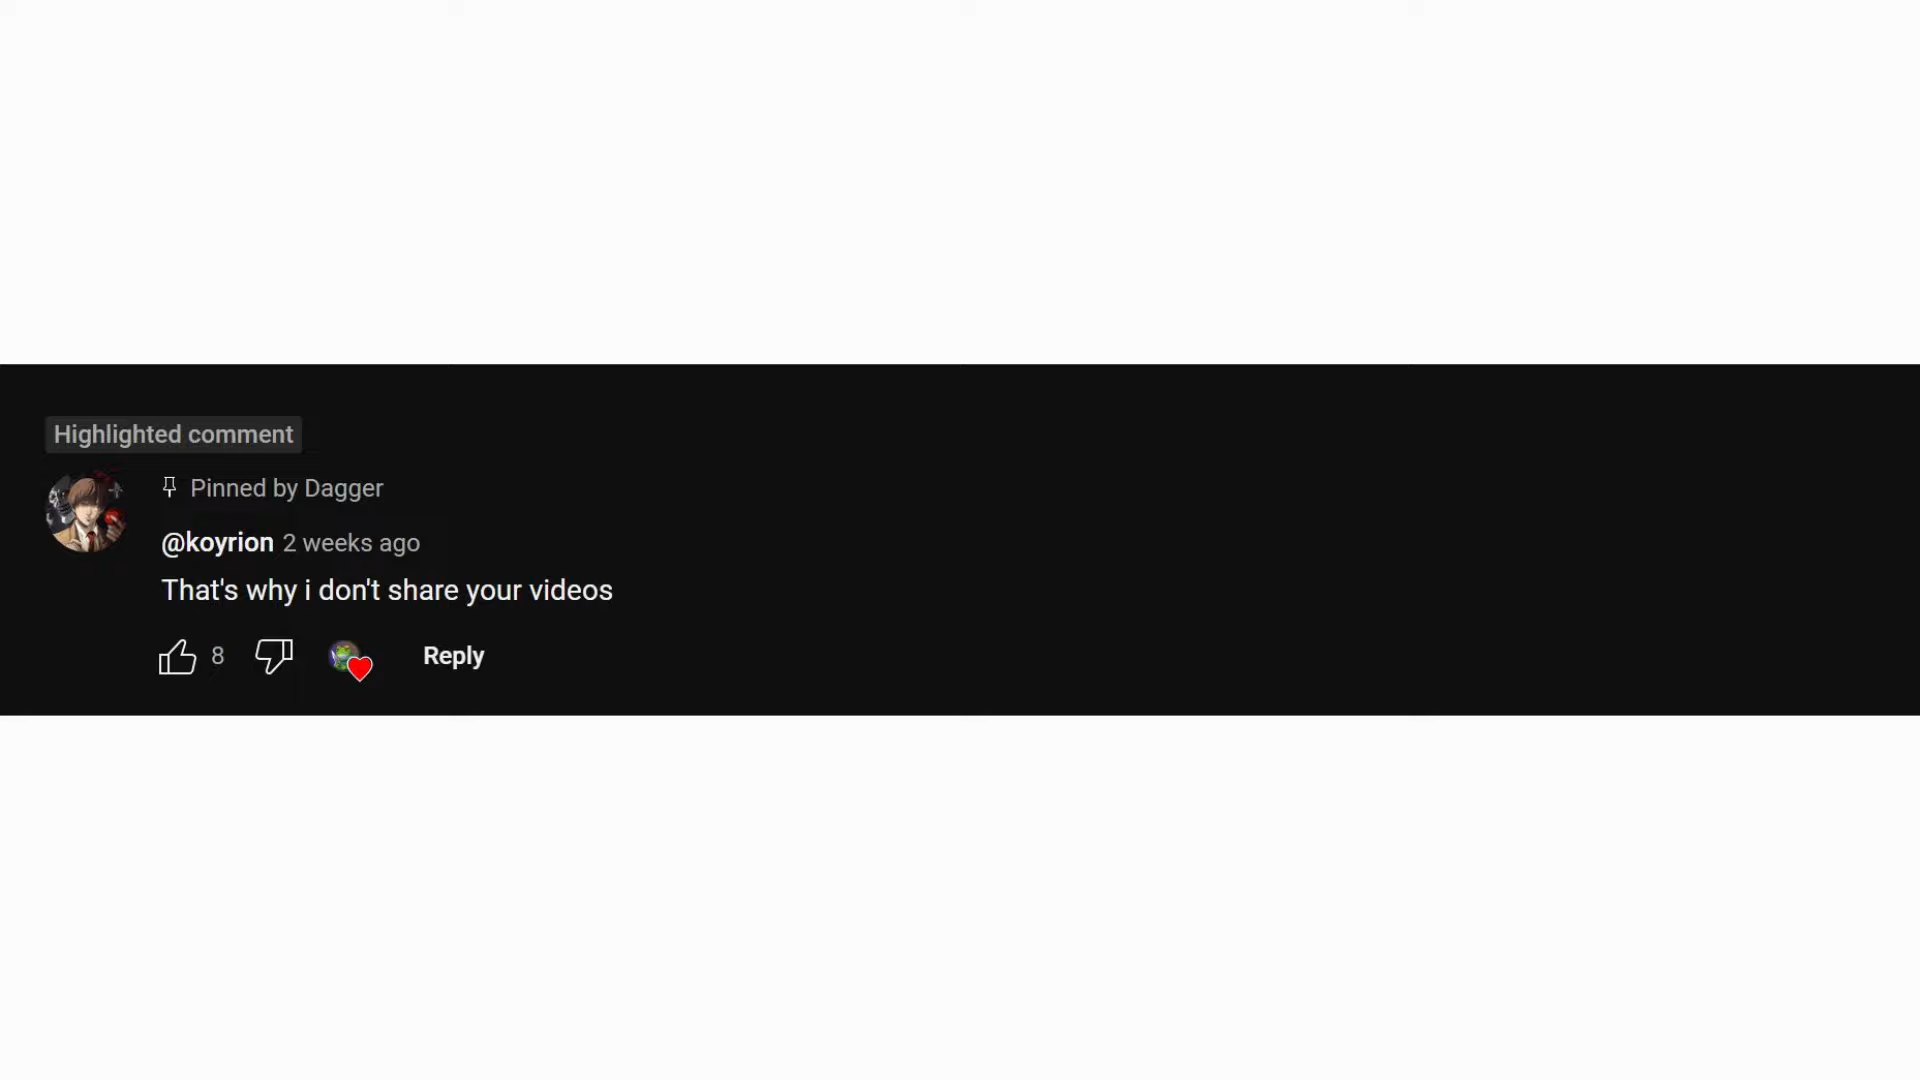 Highlighted comment
Pinned by Dagger
@koyrion 2 weeks ago
That's why i don't share your videos
8 Reply